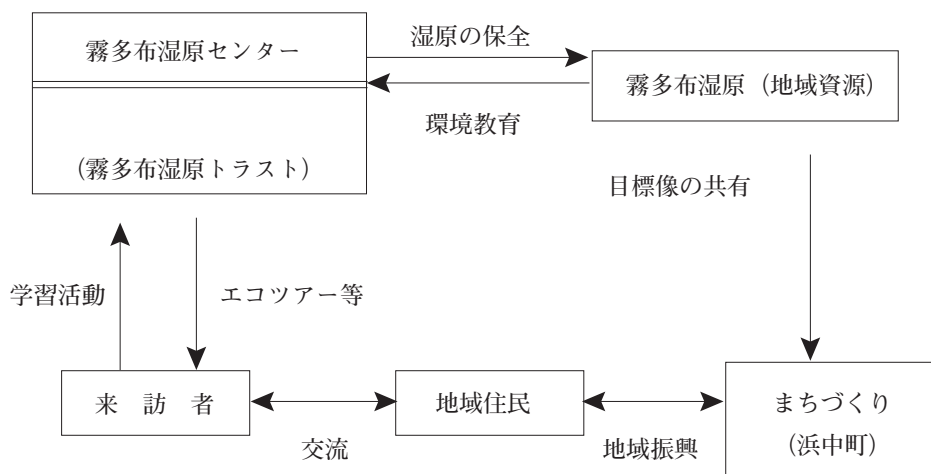 霧多布湿原センター
湿原の保全
霧多布湿原（地域資源）
環境教育
（霧多布湿原トラスト）
目標像の共有
学習活動
エコツアー等
来　訪　者
地域住民
まちづくり
（浜中町）
交流
地域振興